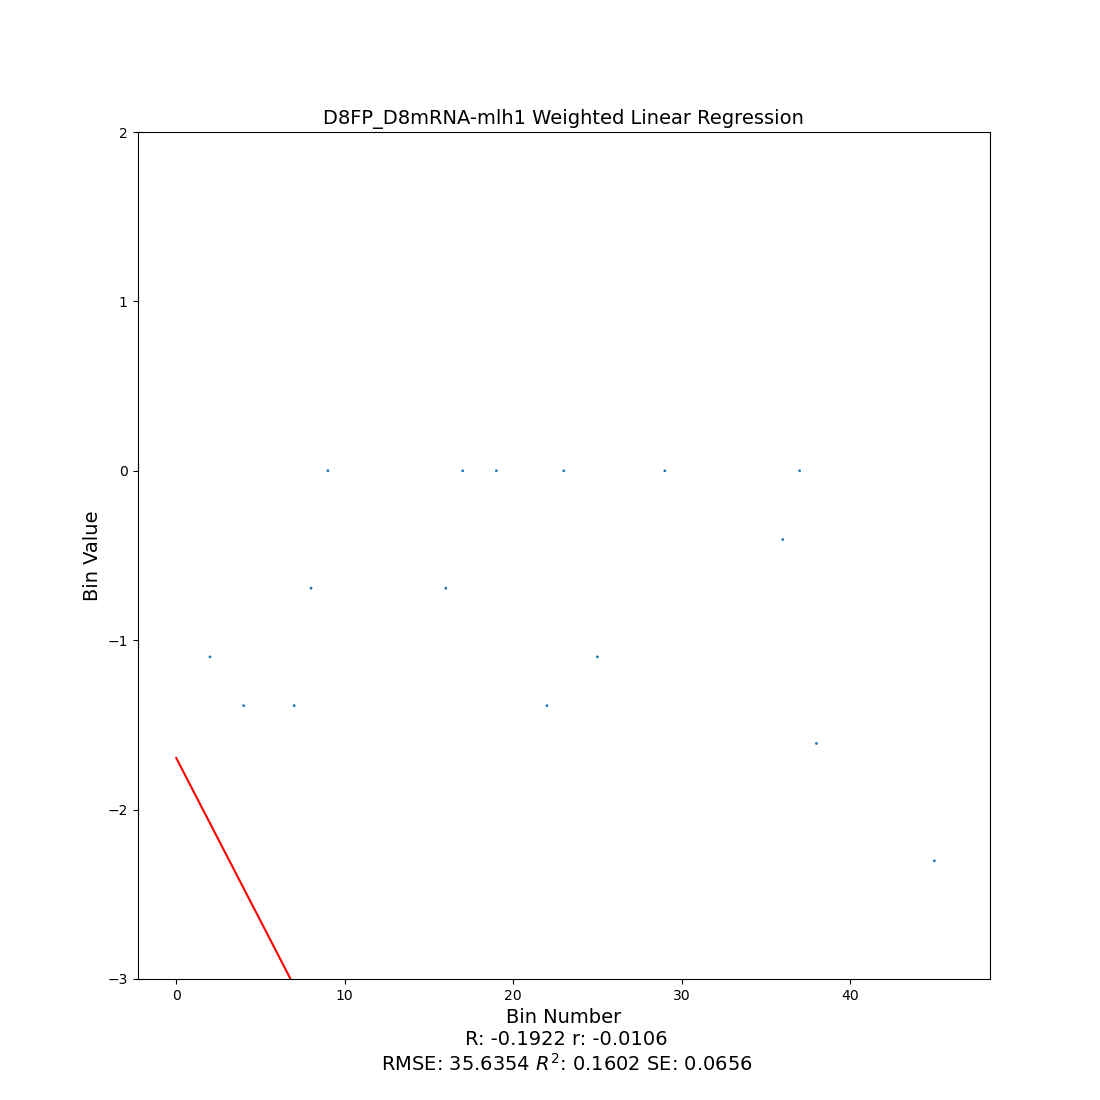 D8FP_D8mRNA-mlh1 Weighted Linear Regression
2
1
0
−1
−2
−3
Bin Value
0 10 20 30 40
Bin Number
R: -0.1922 r: -0.0106
RMSE: 35.6354 R²: 0.1602 SE: 0.0656